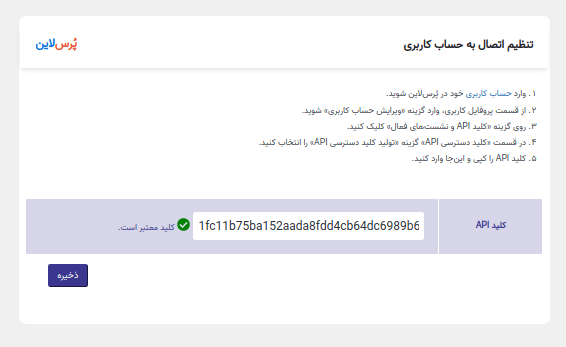 تنظیم اتصال به حساب کاربری
پُرس‌لاین
۱. وارد حساب کاربری خود در پُرس‌لاین شوید.
۲. از قسمت پروفایل کاربری، وارد گزینه «ویرایش حساب کاربری» شوید.
۳. روی گزینه «کلید API و نشست‌های فعال» کلیک کنید.
۴. در قسمت «کلید دسترسی API» گزینه «تولید کلید دسترسی API» را انتخاب کنید.
۵. کلید API را کپی و این‌جا وارد کنید.
کلید API
1fc11b75ba152aada8fdd4cb64dc6989b6
کلید معتبر است.
ذخیره